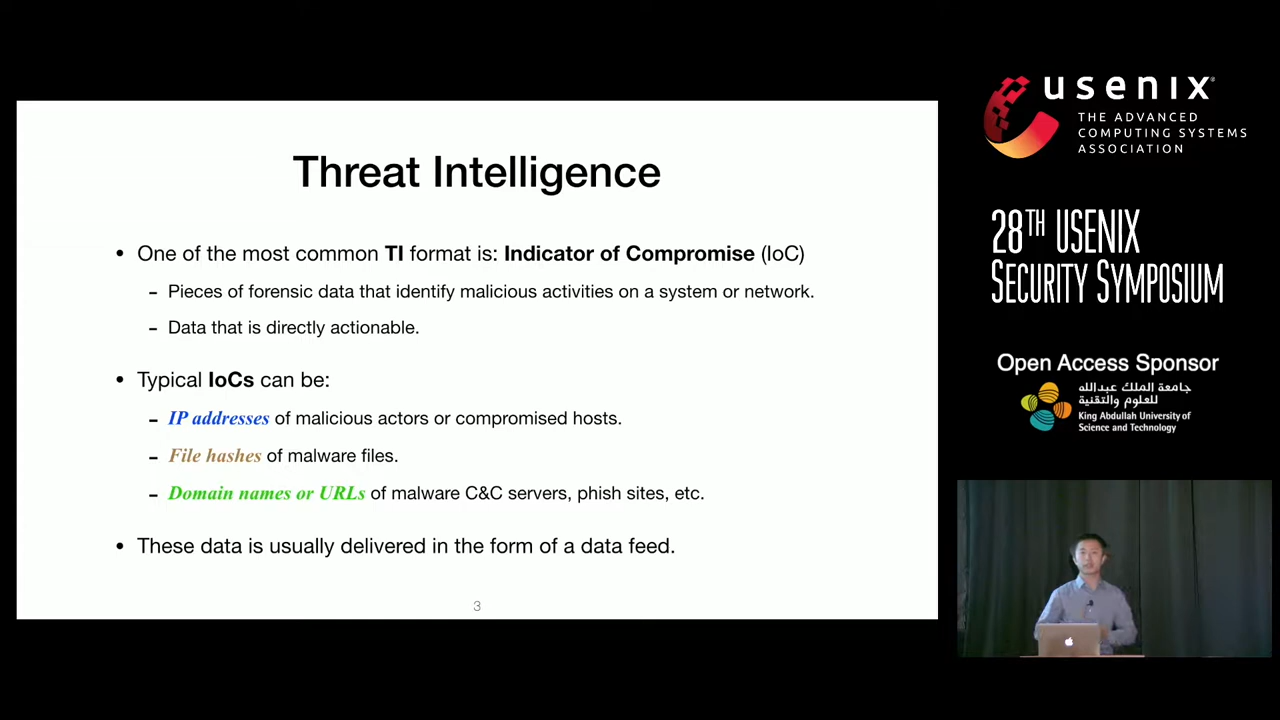 Threat Intelligence
• One of the most common TI format is: Indicator of Compromise (IoC)
– Pieces of forensic data that identify malicious activities on a system or network.
– Data that is directly actionable.
• Typical IoCs can be:
– IP addresses of malicious actors or compromised hosts.
– File hashes of malware files.
– Domain names or URLs of malware C&C servers, phish sites, etc.
• These data is usually delivered in the form of a data feed.
3
usenix
THE ADVANCED
COMPUTING SYSTEMS
ASSOCIATION
28TH USENIX
SECURITY SYMPOSIUM
Open Access Sponsor
جامعة الملك عبدالله
للعلوم والتقنية
King Abdullah University of
Science and Technology